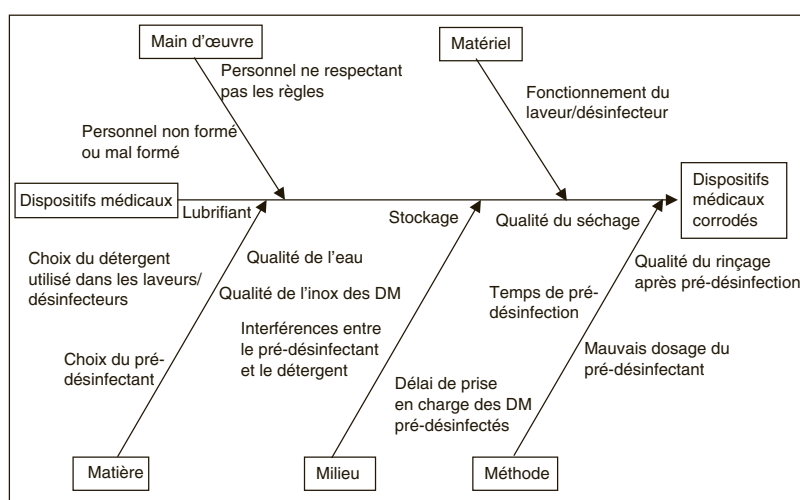 Main d'œuvre
Matériel
Personnel ne respectant
pas les règles
Fonctionnement du
laveur/désinfecteur
Personnel non formé
ou mal formé
Dispositifs médicaux
Dispositifs
médicaux
corrodés
Lubrifiant
Stockage
Qualité du séchage
Choix du détergent
utilisé dans les laveurs/
désinfecteurs
Qualité de l'eau
Qualité de l'inox des DM
Interférences entre
le pré-désinfectant
et le détergent
Choix du pré-
désinfectant
Qualité du rinçage
après pré-désinfection
Temps de pré-
désinfection
Mauvais dosage du
pré-désinfectant
Délai de prise
en charge des DM
pré-désinfectés
Matière
Milieu
Méthode